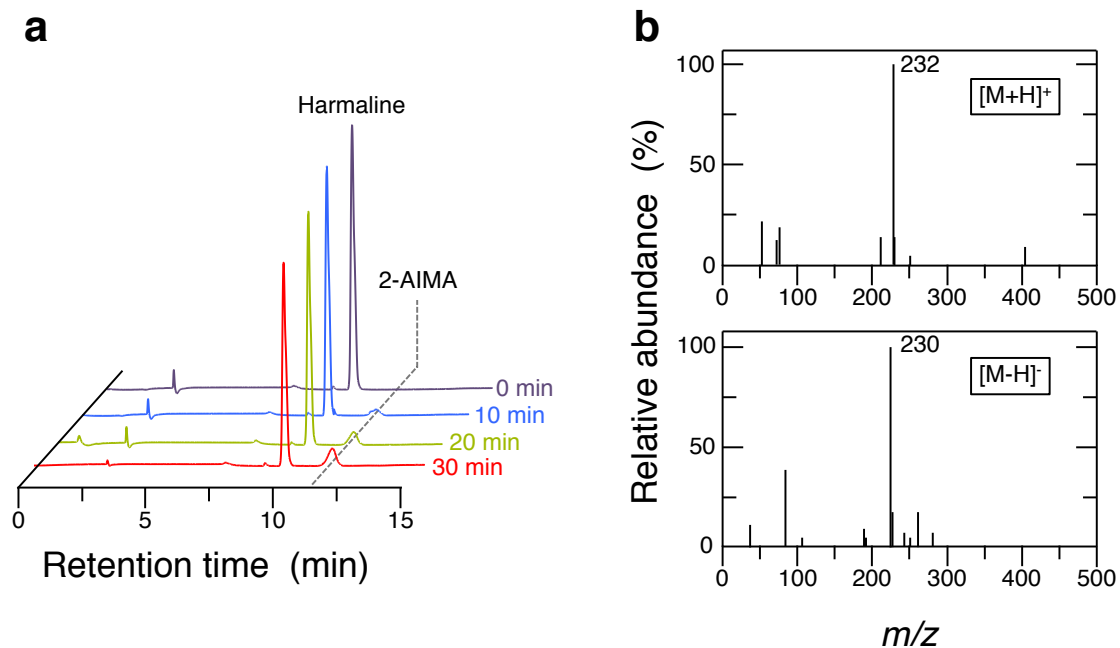 a
Harmaline
2-AIMA
0 min
10 min
20 min
30 min
0 5 10 15
Retention time (min)
b
Relative abundance (%)
100
50
0
232
[M+H]+
0 100 200 300 400 500
100
50
0
230
[M-H]-
0 100 200 300 400 500
m/z